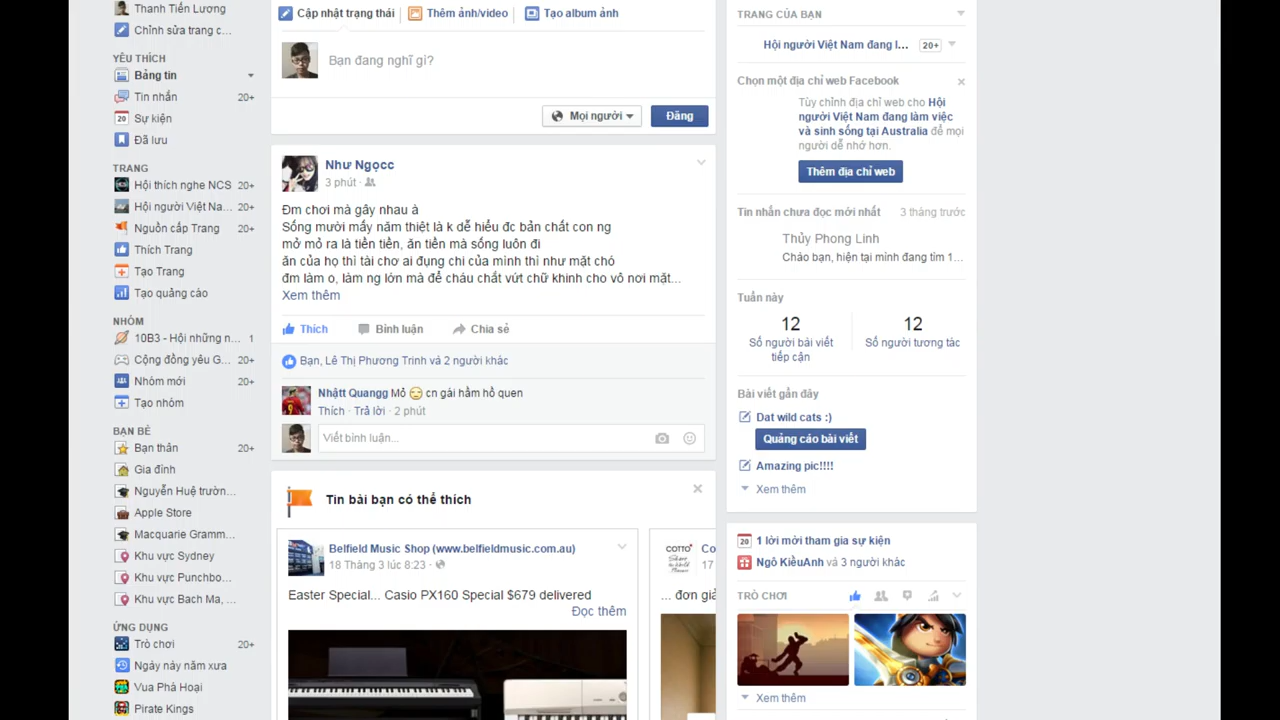 Thanh Tiến Lương
Chỉnh sửa trang c...
YÊU THÍCH
Bảng tin
Tin nhắn 20+
20 Sự kiện
Đã lưu
TRANG
Hội thích nghe NCS 20+
Hội người Việt Na... 20+
Nguồn cấp Trang 20+
Thích Trang
Tạo Trang
Tạo quảng cáo
NHÓM
10B3 - Hội những n... 1
Cộng đồng yêu G... 20+
Nhóm mới 20+
Tạo nhóm
BẠN BÈ
Bạn thân 20+
Gia đình
Nguyễn Huệ trườn...
Apple Store
Macquarie Gramm...
Khu vực Sydney
Khu vực Punchbo...
Khu vực Bach Ma, ...
ỨNG DỤNG
Trò chơi 20+
Ngày này năm xưa
Vua Phà Hoại
Pirate Kings
Cập nhật trạng thái
Thêm ảnh/video
Tạo album ảnh
Bạn đang nghĩ gì?
Mọi người
Đăng
Như Ngọcc
3 phút
Đm chơi mà gây nhau à
Sống mười mấy năm thiệt là k dễ hiểu đc bản chất con ng
mở mỏ ra là tiền tiền, ăn tiền mà sống luôn đi
ăn của họ thì tài chơ ai đụng chi của mình thì như mặt chó
đm làm o, làm ng lớn mà để cháu chất vứt chữ khinh cho vô nơi mặt...
Xem thêm
Thích
Bình luận
Chia sẻ
Bạn, Lê Thị Phương Trinh và 2 người khác
Nhậtt Quangg Mỏ cn gái hằm hồ quen
Thích · Trả lời · 2 phút
Viết bình luận...
Tin bài bạn có thể thích
Belfield Music Shop (www.belfieldmusic.com.au)
18 Tháng 3 lúc 8:23
Easter Special... Casio PX160 Special $679 delivered
Đọc thêm
COTTO
Co
17
... đơn giả
TRANG CỦA BẠN
Hội người Việt Nam đang l... 20+
Chọn một địa chỉ web Facebook
Tùy chỉnh địa chỉ web cho Hội
người Việt Nam đang làm việc
và sinh sống tại Australia để mọi
người dễ nhớ hơn.
Thêm địa chỉ web
Tin nhắn chưa đọc mới nhất 3 tháng trước
Thủy Phong Linh
Chào bạn, hiện tại mình đang tìm 1...
Tuần này
12
Số người bài viết
tiếp cận
12
Số người tương tác
Bài viết gần đây
Dat wild cats :)
Quảng cáo bài viết
Amazing pic!!!!
Xem thêm
20 1 lời mời tham gia sự kiện
Ngô KiềuAnh và 3 người khác
TRÒ CHƠI
Xem thêm